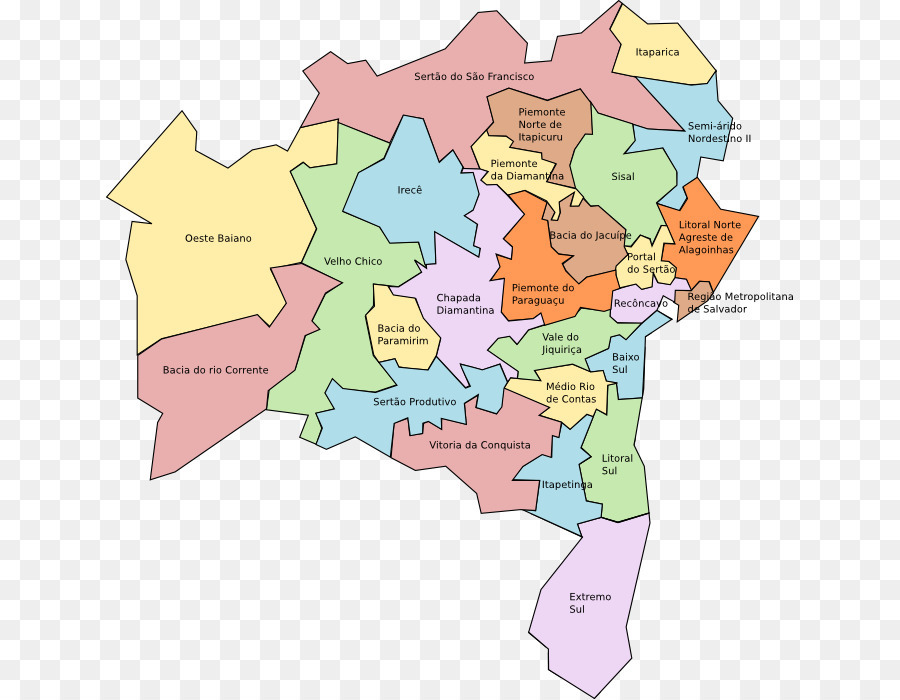 Itaparica
Sertão do São Francisco
Piemonte
Norte de
Itapicuru
Semi-árido
Nordestino II
Piemonte
da Diamantina
Sisal
Irecê
Litoral Norte
Agreste de
Alagoinhas
Oeste Baiano
Bacia do Jacuípe
Velho Chico
Portal
do Sertão
Piemonte do
Paraguaçu
Chapada
Diamantina
Recôncavo
Região Metropolitana
de Salvador
Bacia do
Paramirim
Vale do
Jiquiriça
Baixo
Sul
Bacia do rio Corrente
Médio Rio
de Contas
Sertão Produtivo
Vitoria da Conquista
Litoral
Sul
Itapetinga
Extremo
Sul